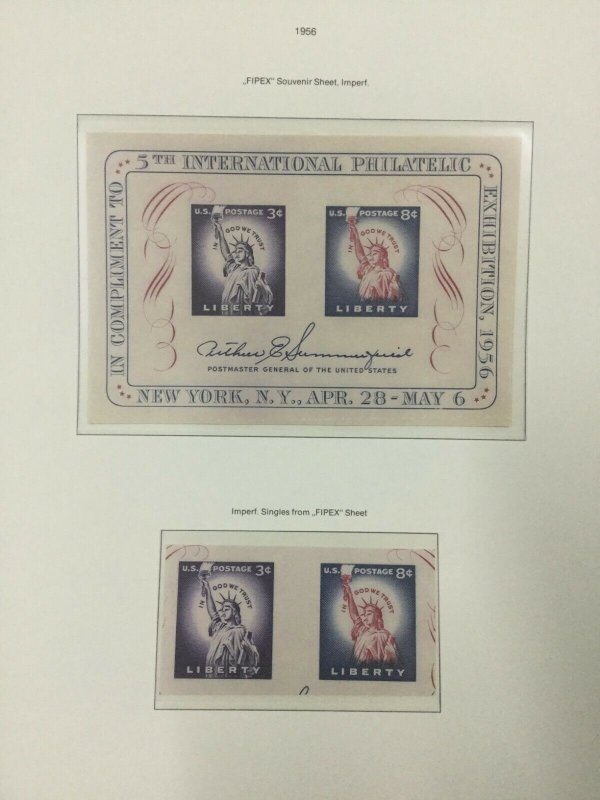 1956
„FIPEX" Souvenir Sheet, Imperf.
5TH INTERNATIONAL PHILATELIC
IN COMPLIMENT TO
EXHIBITION, 1956
U.S. POSTAGE 3¢
IN GOD WE TRUST
LIBERTY
U.S. POSTAGE 8¢
IN GOD WE TRUST
LIBERTY
Arthur E Summerfield
POSTMASTER GENERAL OF THE UNITED STATES
NEW YORK, N.Y., APR. 28 - MAY 6
Imperf. Singles from „FIPEX" Sheet
U.S. POSTAGE 3¢
IN GOD WE TRUST
LIBERTY
U.S. POSTAGE 8¢
IN GOD WE TRUST
LIBERTY